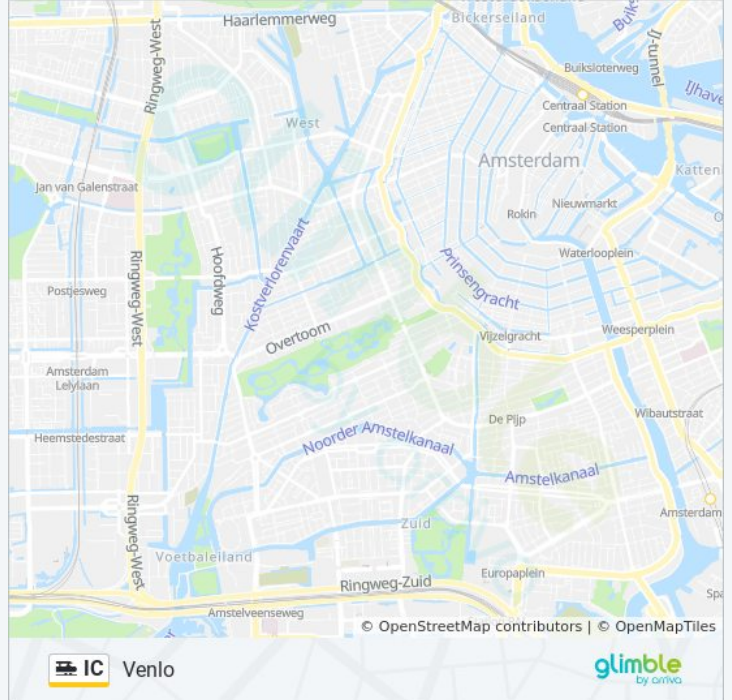 Haarlemmerweg
Bickerseiland
Ringweg-West
IJ-tunnel
Buiksloterweg
IJhave
Centraal Station
Centraal Station
West
Amsterdam
Katten
Jan van Galenstraat
Nieuwmarkt
Rokin
Kostverlorenvaart
Hoofdweg
Ringweg-West
Waterlooplein
Prinsengracht
Postjesweg
Overtoom
Weesperplein
Vijzelgracht
Amsterdam
Lelylaan
Wibautstraat
De Pijp
Heemstedestraat
Noorder Amstelkanaal
Amstelkanaal
Ringweg-West
Amsterdam
Zuid
Voetbaleiland
Europaplein
Ringweg-Zuid
Spa
Amstelveenseweg
© OpenStreetMap contributors | © OpenMapTiles
IC Venlo
glimble
by arriva